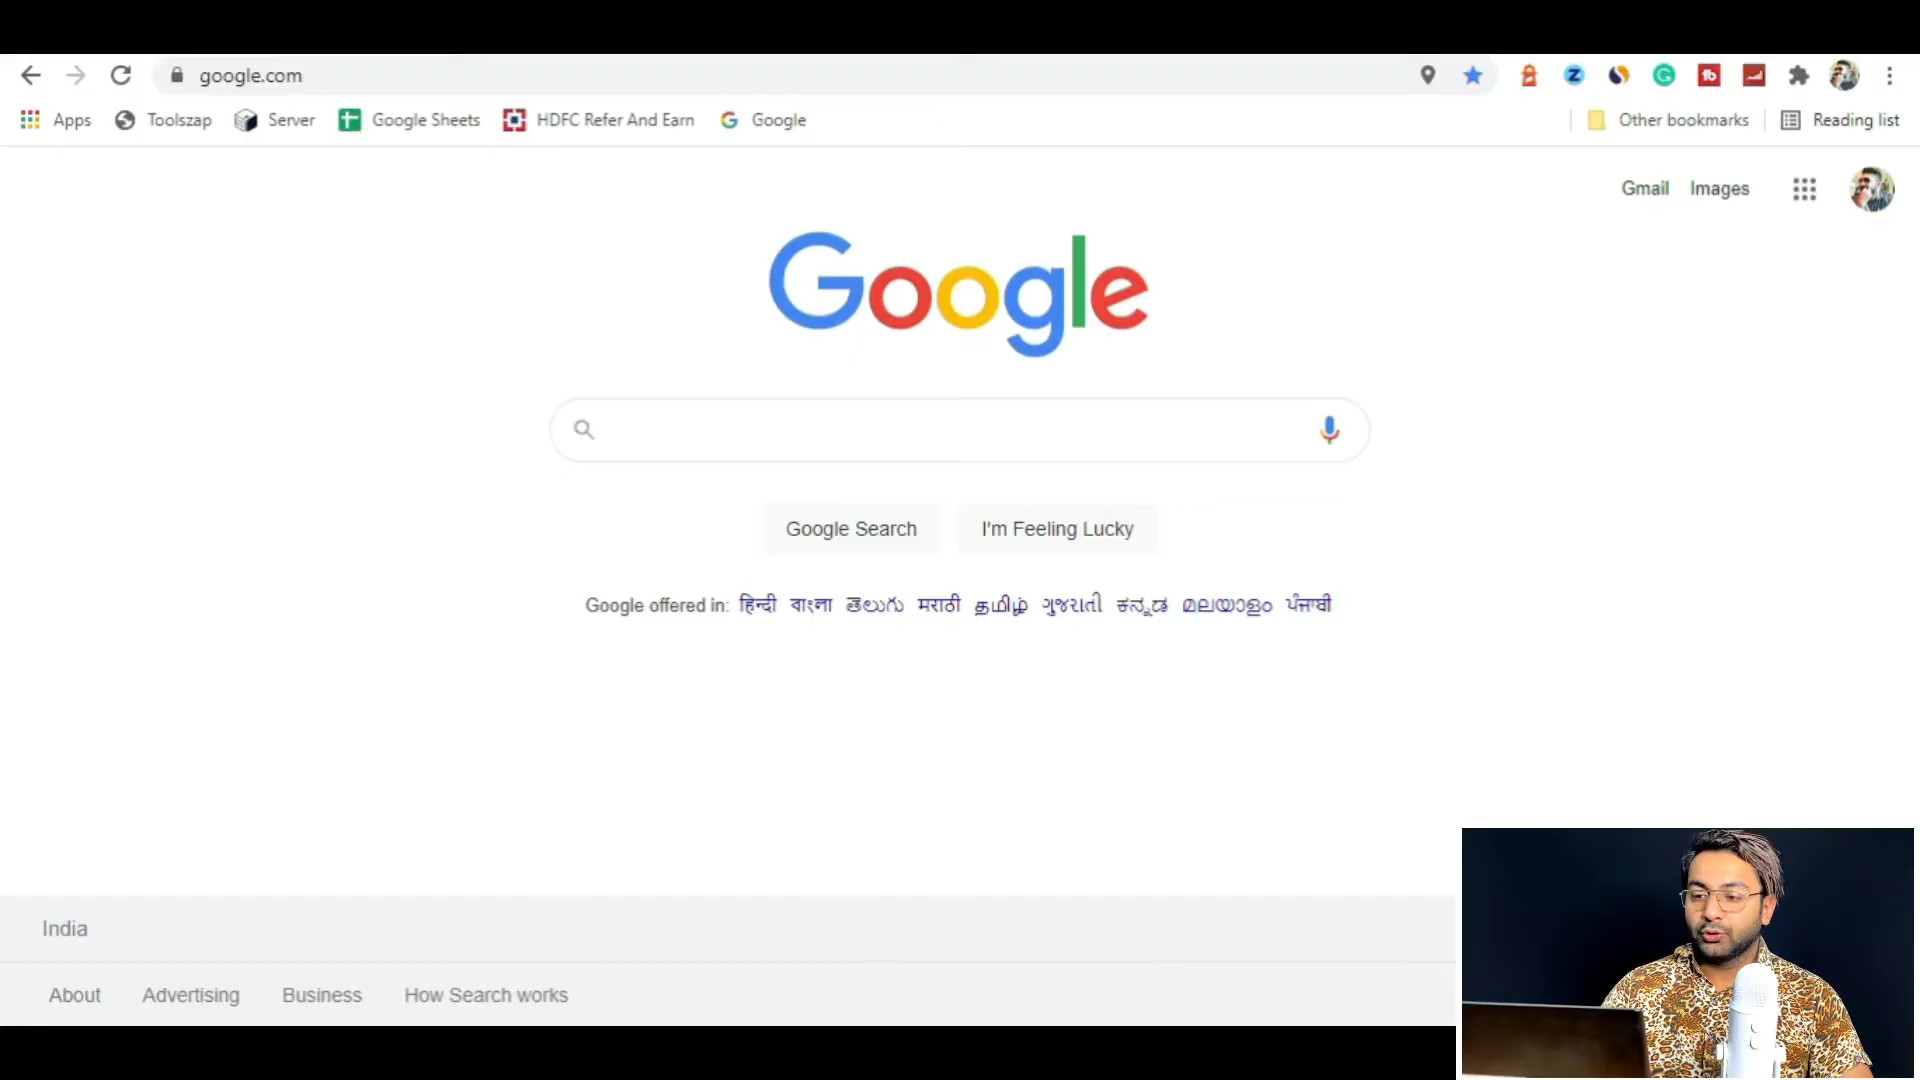 google.com
Apps Toolszap Server Google Sheets HDFC Refer And Earn Google Other bookmarks Reading list
Gmail Images
Google
Google Search I'm Feeling Lucky
Google offered in: हिन्दी বাংলা తెలుగు मराठी தமிழ் ગુજરાતી ಕನ್ನಡ മലയാളം ਪੰਜਾਬੀ
India
About Advertising Business How Search works